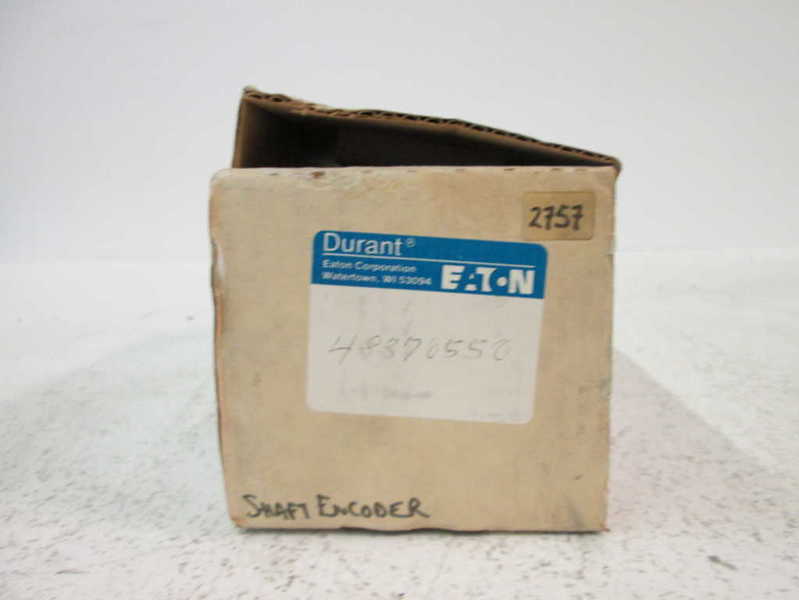 2757
Durant®
Eaton Corporation
Watertown, WI 53094
EATON
48370550
SHAFT ENCODER